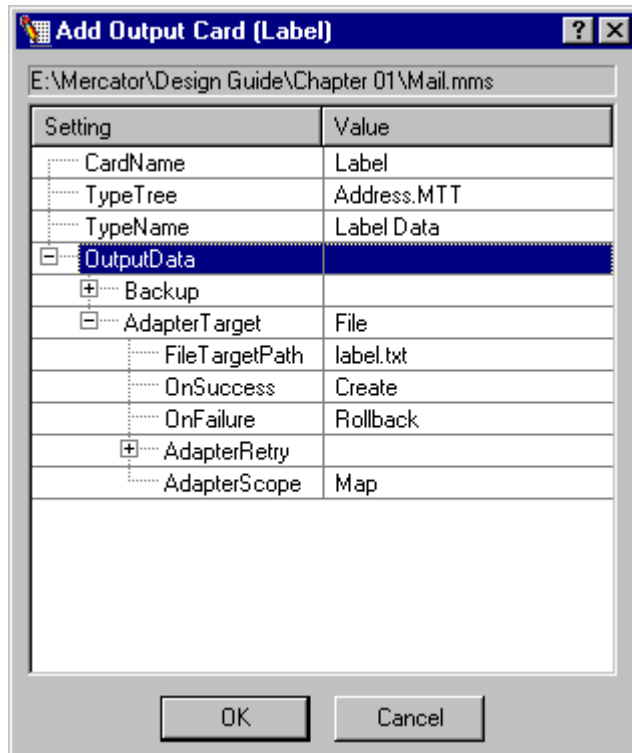 Add Output Card (Label)
E:\Mercator\Design Guide\Chapter 01\Mail.mms
Setting Value
CardName Label
TypeTree Address.MTT
TypeName Label Data
OutputData
Backup
AdapterTarget File
FileTargetPath label.txt
OnSuccess Create
OnFailure Rollback
AdapterRetry
AdapterScope Map
OK Cancel